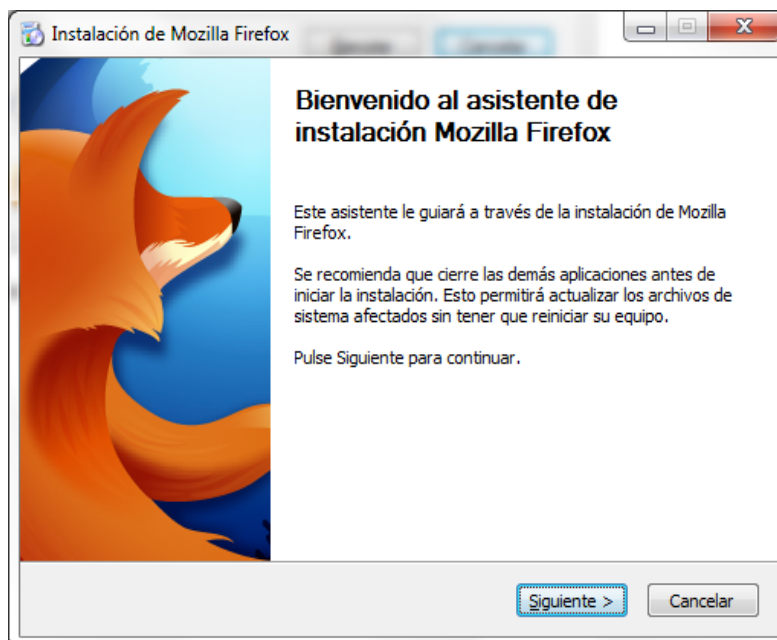 Instalación de Mozilla Firefox
Bienvenido al asistente de
instalación Mozilla Firefox
Este asistente le guiará a través de la instalación de Mozilla
Firefox.
Se recomienda que cierre las demás aplicaciones antes de
iniciar la instalación. Esto permitirá actualizar los archivos de
sistema afectados sin tener que reiniciar su equipo.
Pulse Siguiente para continuar.
Siguiente >
Cancelar